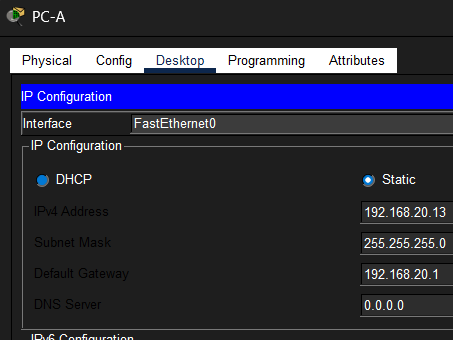 PC-A
Physical Config Desktop Programming Attributes
IP Configuration
Interface FastEthernet0
IP Configuration
DHCP Static
IPv4 Address 192.168.20.13
Subnet Mask 255.255.255.0
Default Gateway 192.168.20.1
DNS Server 0.0.0.0
IPv6 Configuration